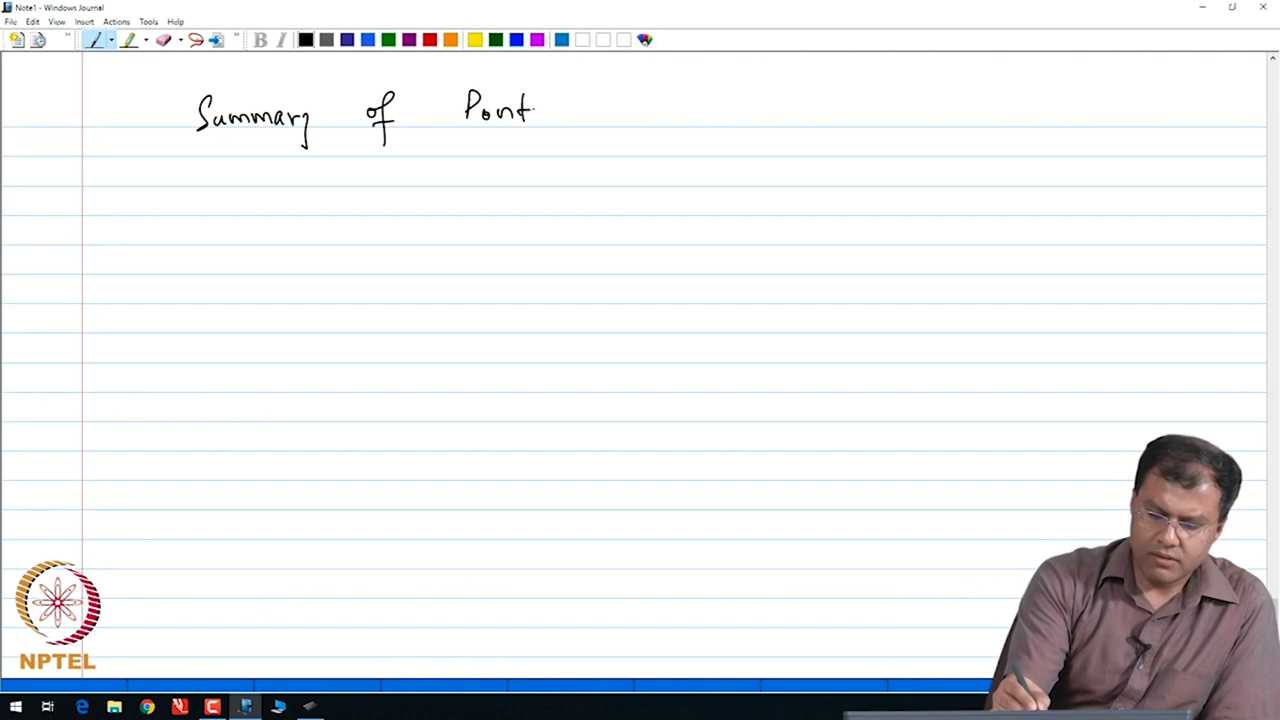 Note1 - Windows Journal
File Edit View Insert Actions Tools Help
B I
Summary of Pont
NPTEL